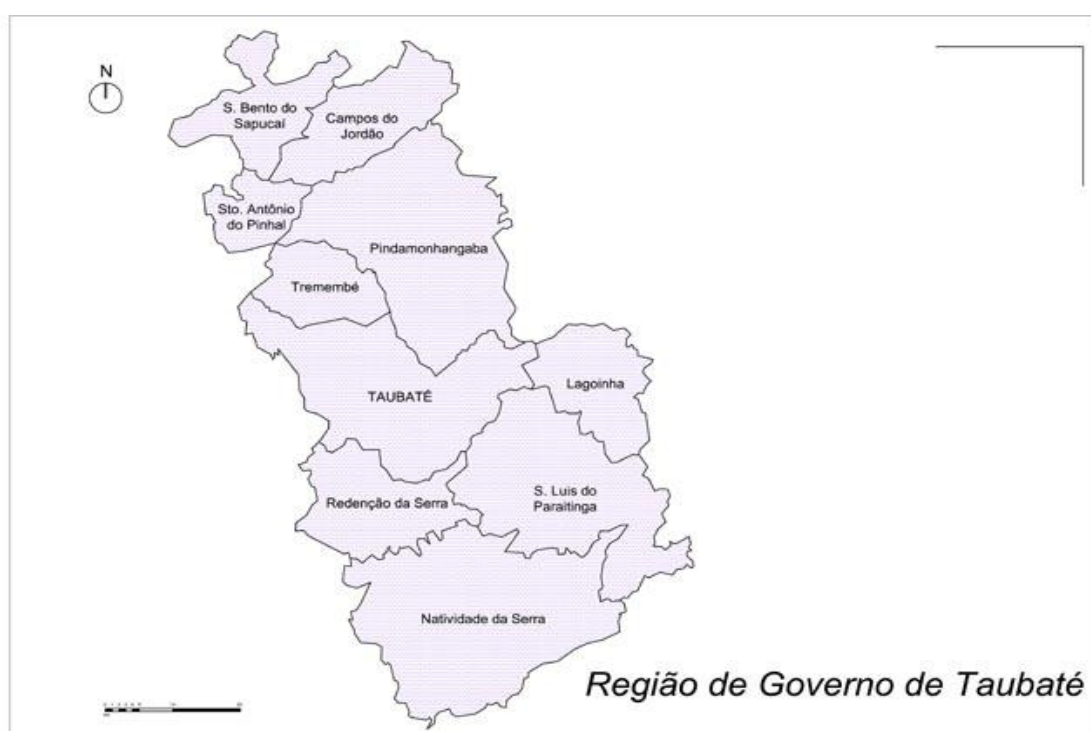 N
S. Bento do
Sapucaí
Campos do
Jordão
Sto. Antônio
do Pinhal
Pindamonhangaba
Tremembé
Lagoinha
TAUBATÉ
S. Luis do
Paraitinga
Redenção da Serra
Natividade da Serra
Região de Governo de Taubaté